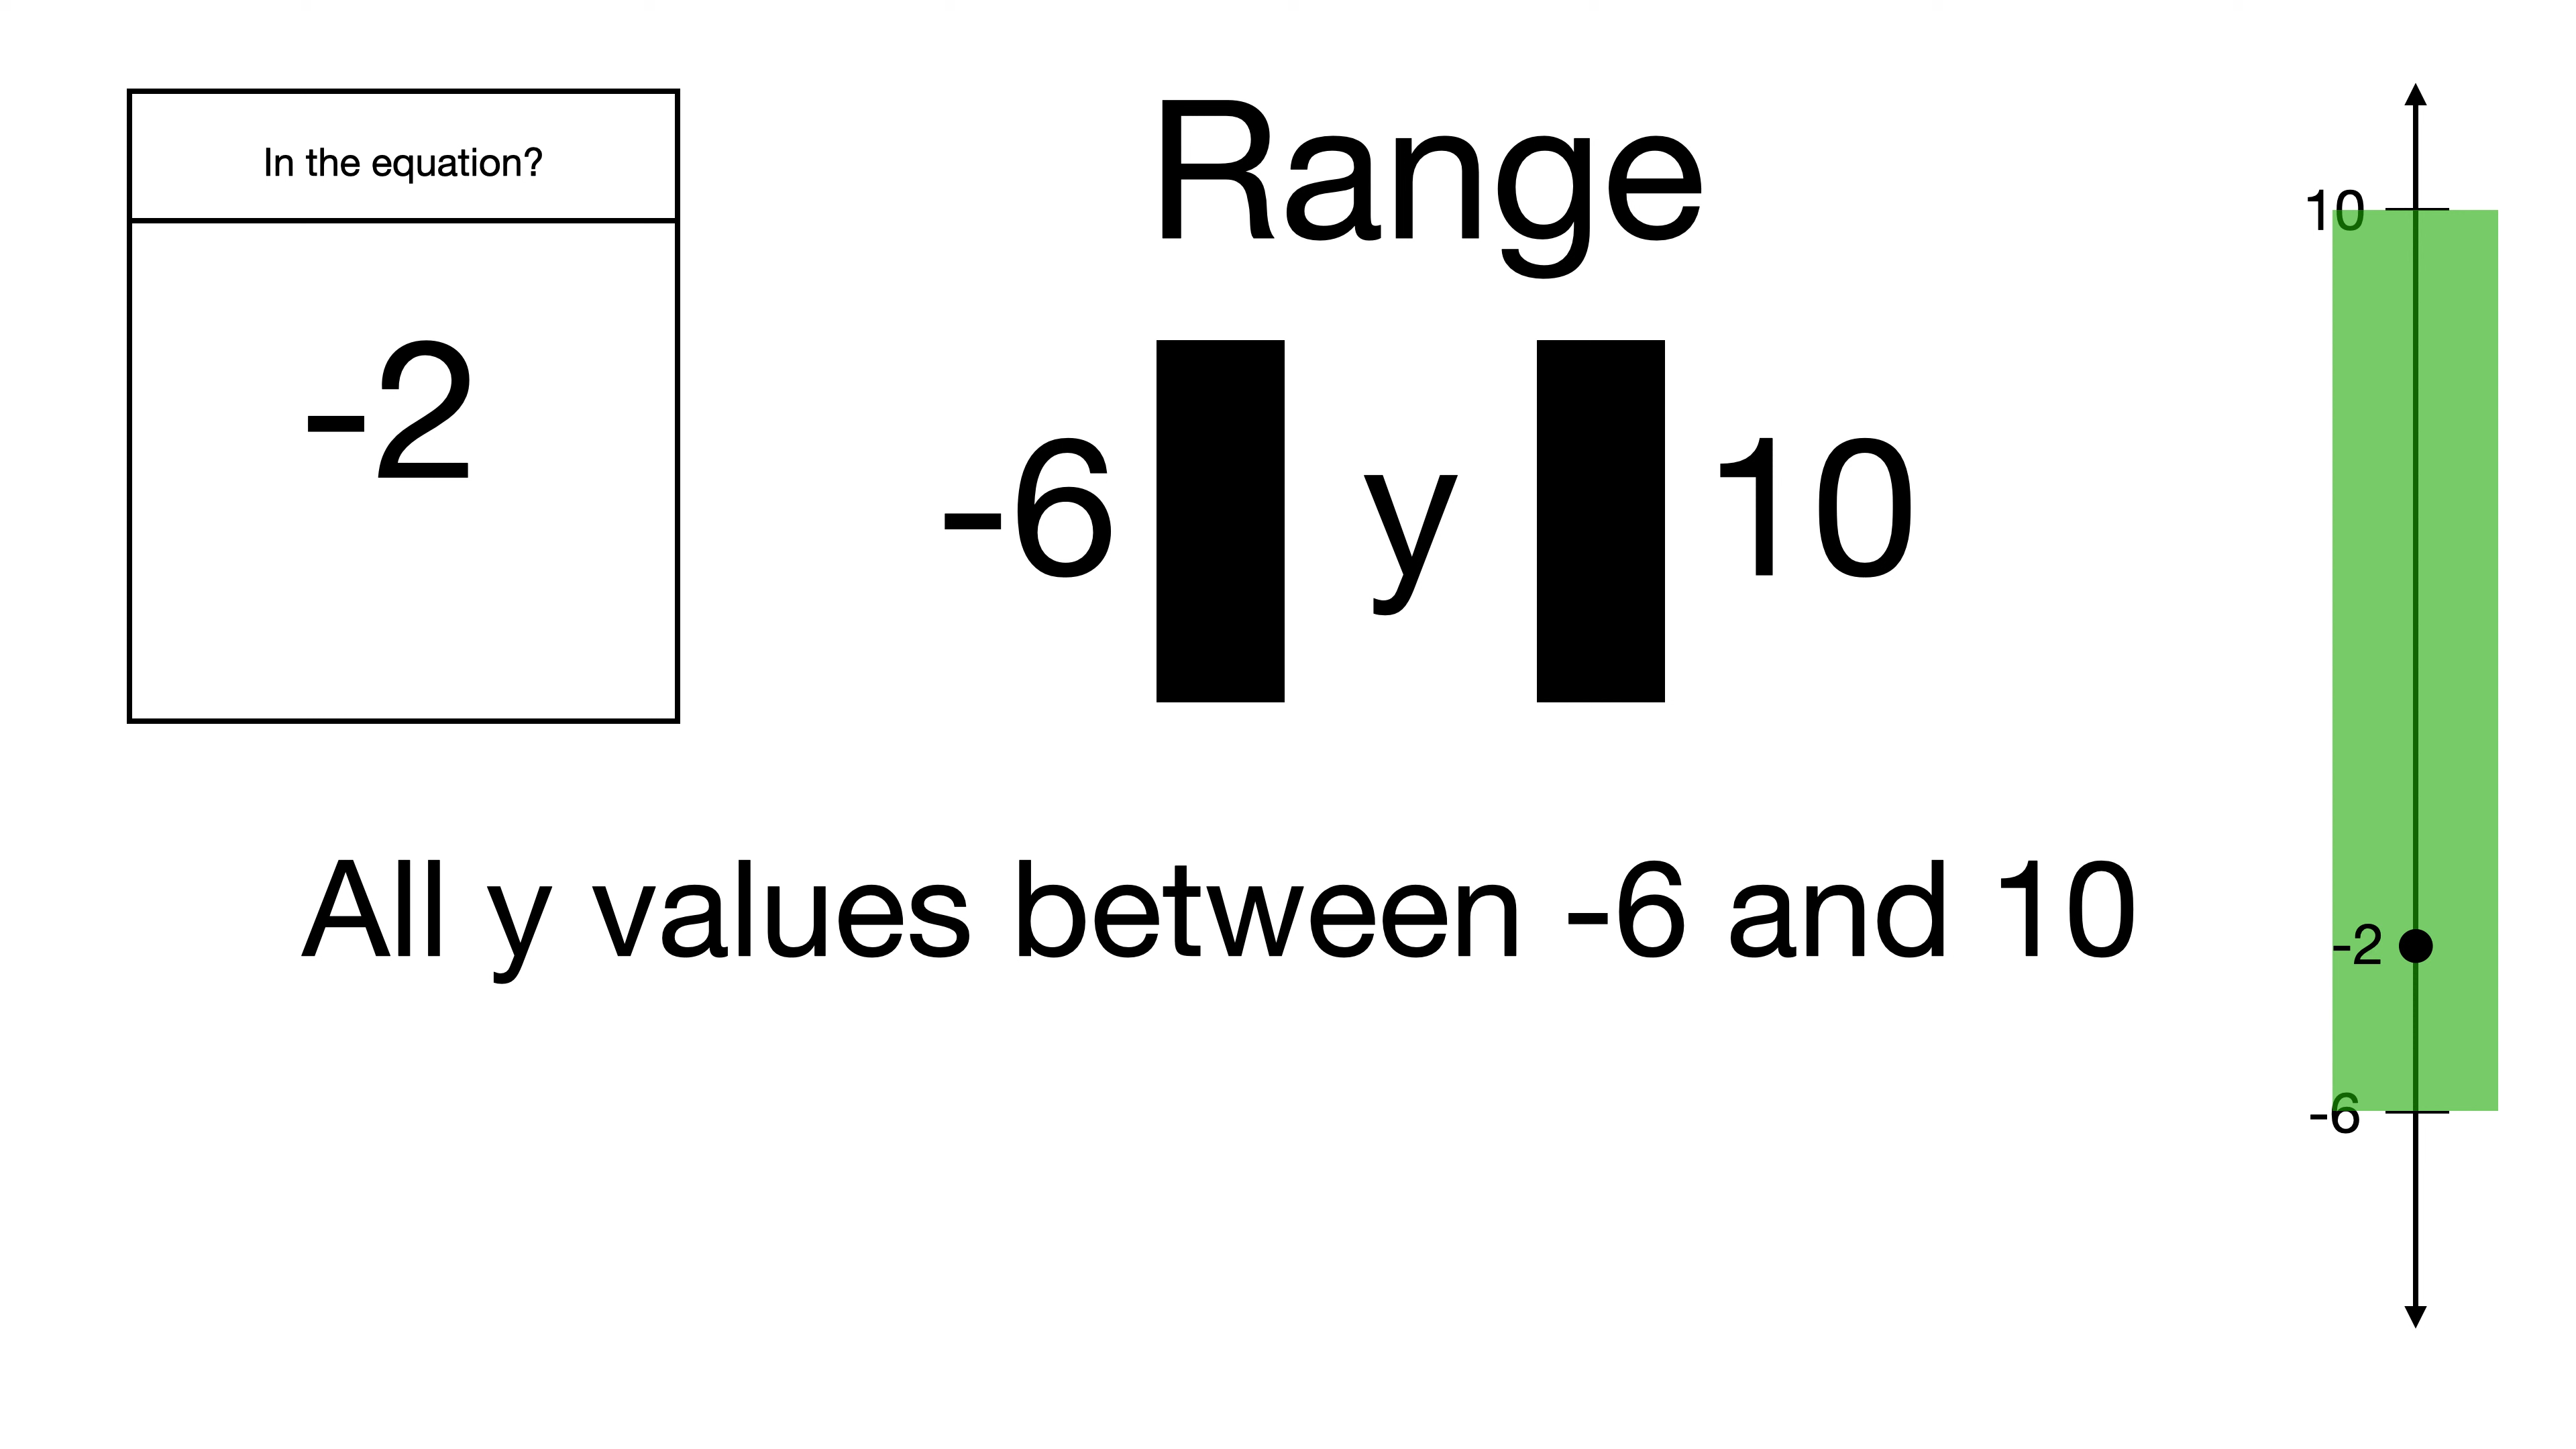 In the equation?
-2
Range
-6 y 10
All y values between -6 and 10
10
-2
-6